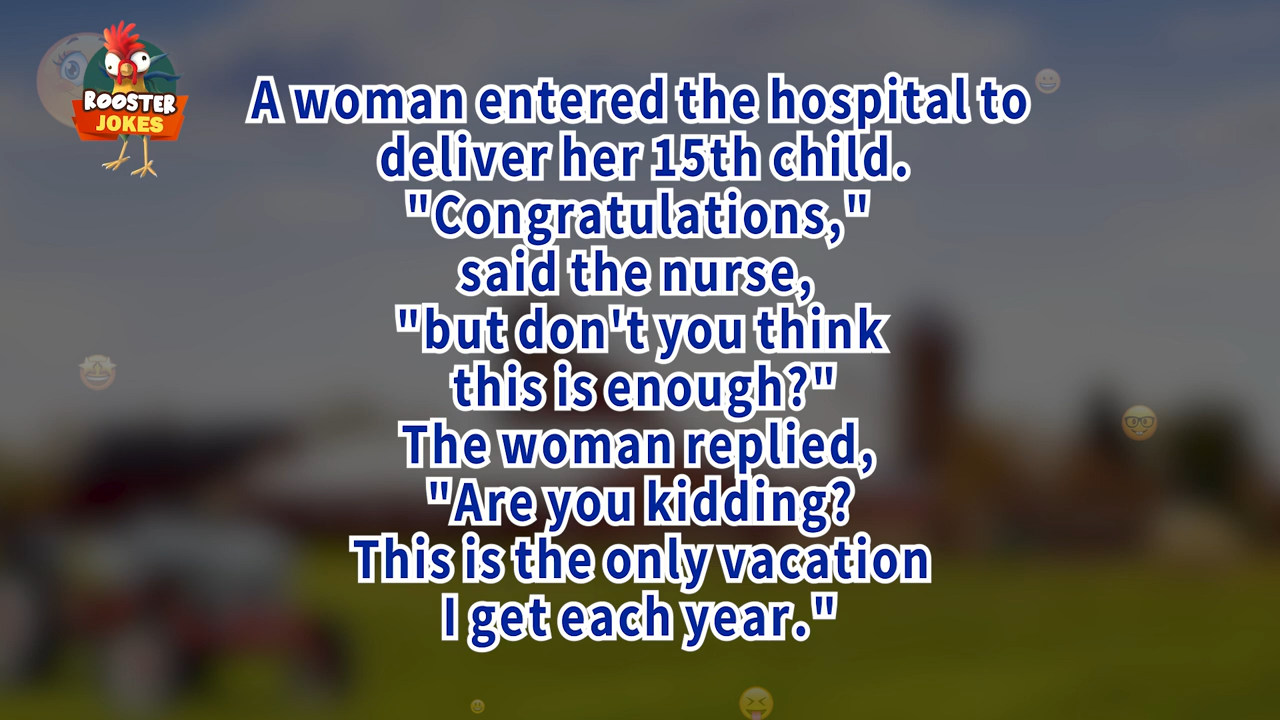 ROOSTER
JOKES
A woman entered the hospital to
deliver her 15th child.
"Congratulations,"
said the nurse,
"but don't you think
this is enough?"
The woman replied,
"Are you kidding?
This is the only vacation
I get each year."